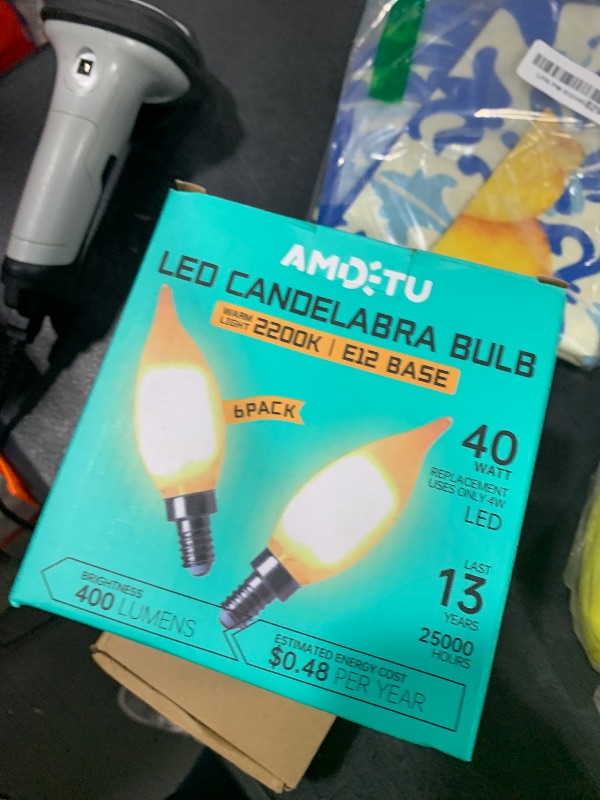 AMDITU
LED CANDELABRA BULB
WARM LIGHT 2200K | E12 BASE
6PACK
40
WATT
REPLACEMENT
USES ONLY 4W
LED
LAST
13
YEARS
25000
HOURS
BRIGHTNESS
400 LUMENS
ESTIMATED ENERGY COST
$0.48 PER YEAR